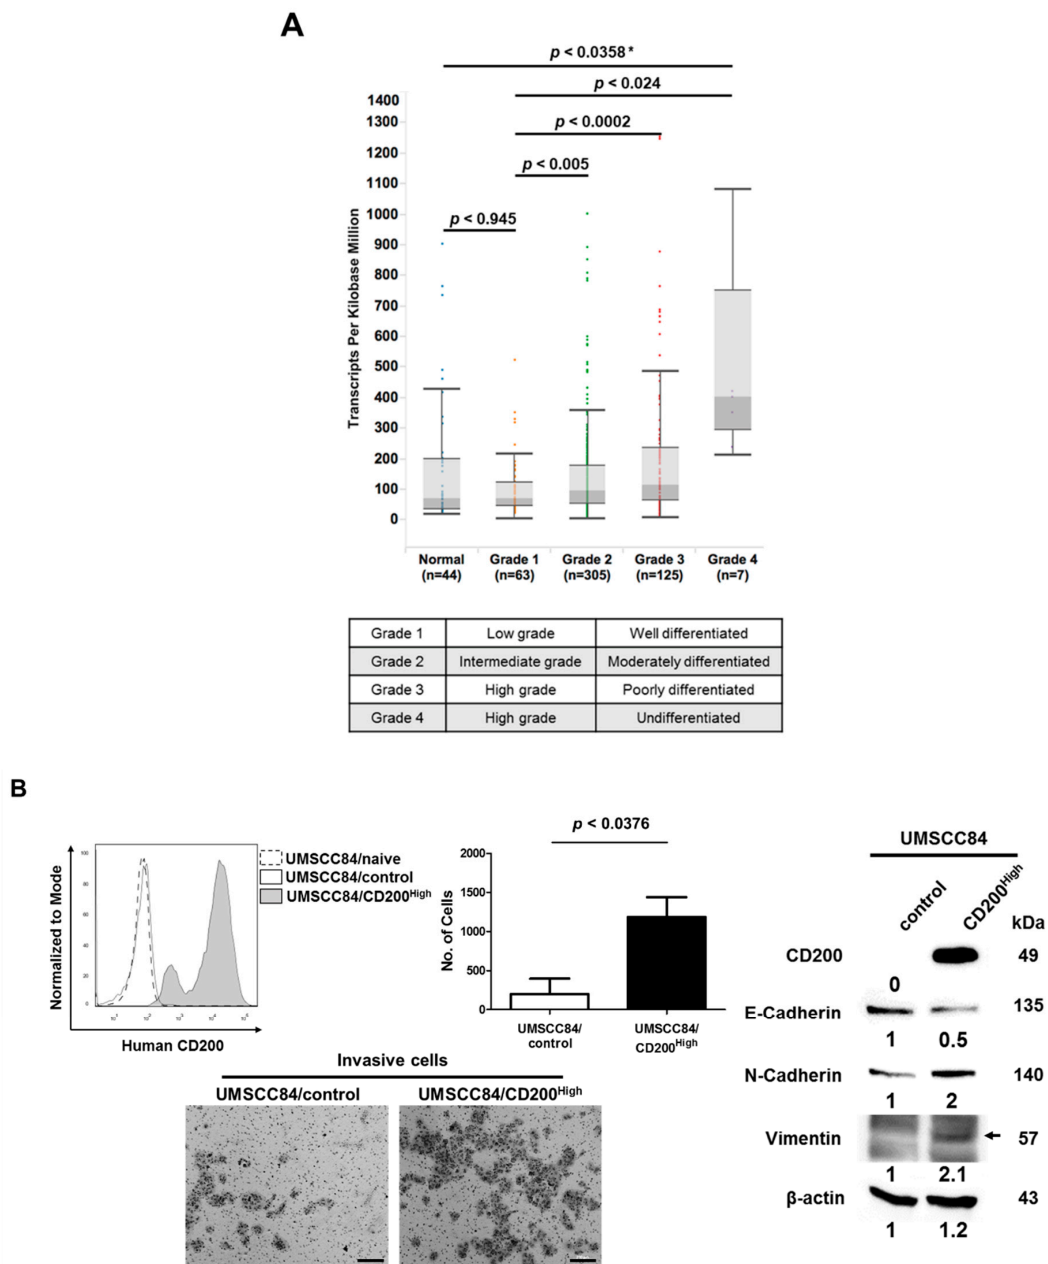 A
p < 0.0358 *
p < 0.024
p < 0.0002
p < 0.005
p < 0.945
Transcripts Per Kilobase Million
1400
1300
1200
1100
1000
900
800
700
600
500
400
300
200
100
0
Normal Grade 1 Grade 2 Grade 3 Grade 4
(n=44) (n=63) (n=305) (n=125) (n=7)
Grade 1 Low grade Well differentiated
Grade 2 Intermediate grade Moderately differentiated
Grade 3 High grade Poorly differentiated
Grade 4 High grade Undifferentiated
B
Normalized to Mode
100
80
60
40
20
0
Human CD200
UMSCC84/naive
UMSCC84/control
UMSCC84/CD200High
p < 0.0376
No. of Cells
2000
1500
1000
500
0
UMSCC84/
control
UMSCC84/
CD200High
Invasive cells
UMSCC84/control UMSCC84/CD200High
UMSCC84
control CD200High kDa
CD200 49
0
E-Cadherin 135
1 0.5
N-Cadherin 140
1 2
Vimentin 57
1 2.1
β-actin 43
1 1.2